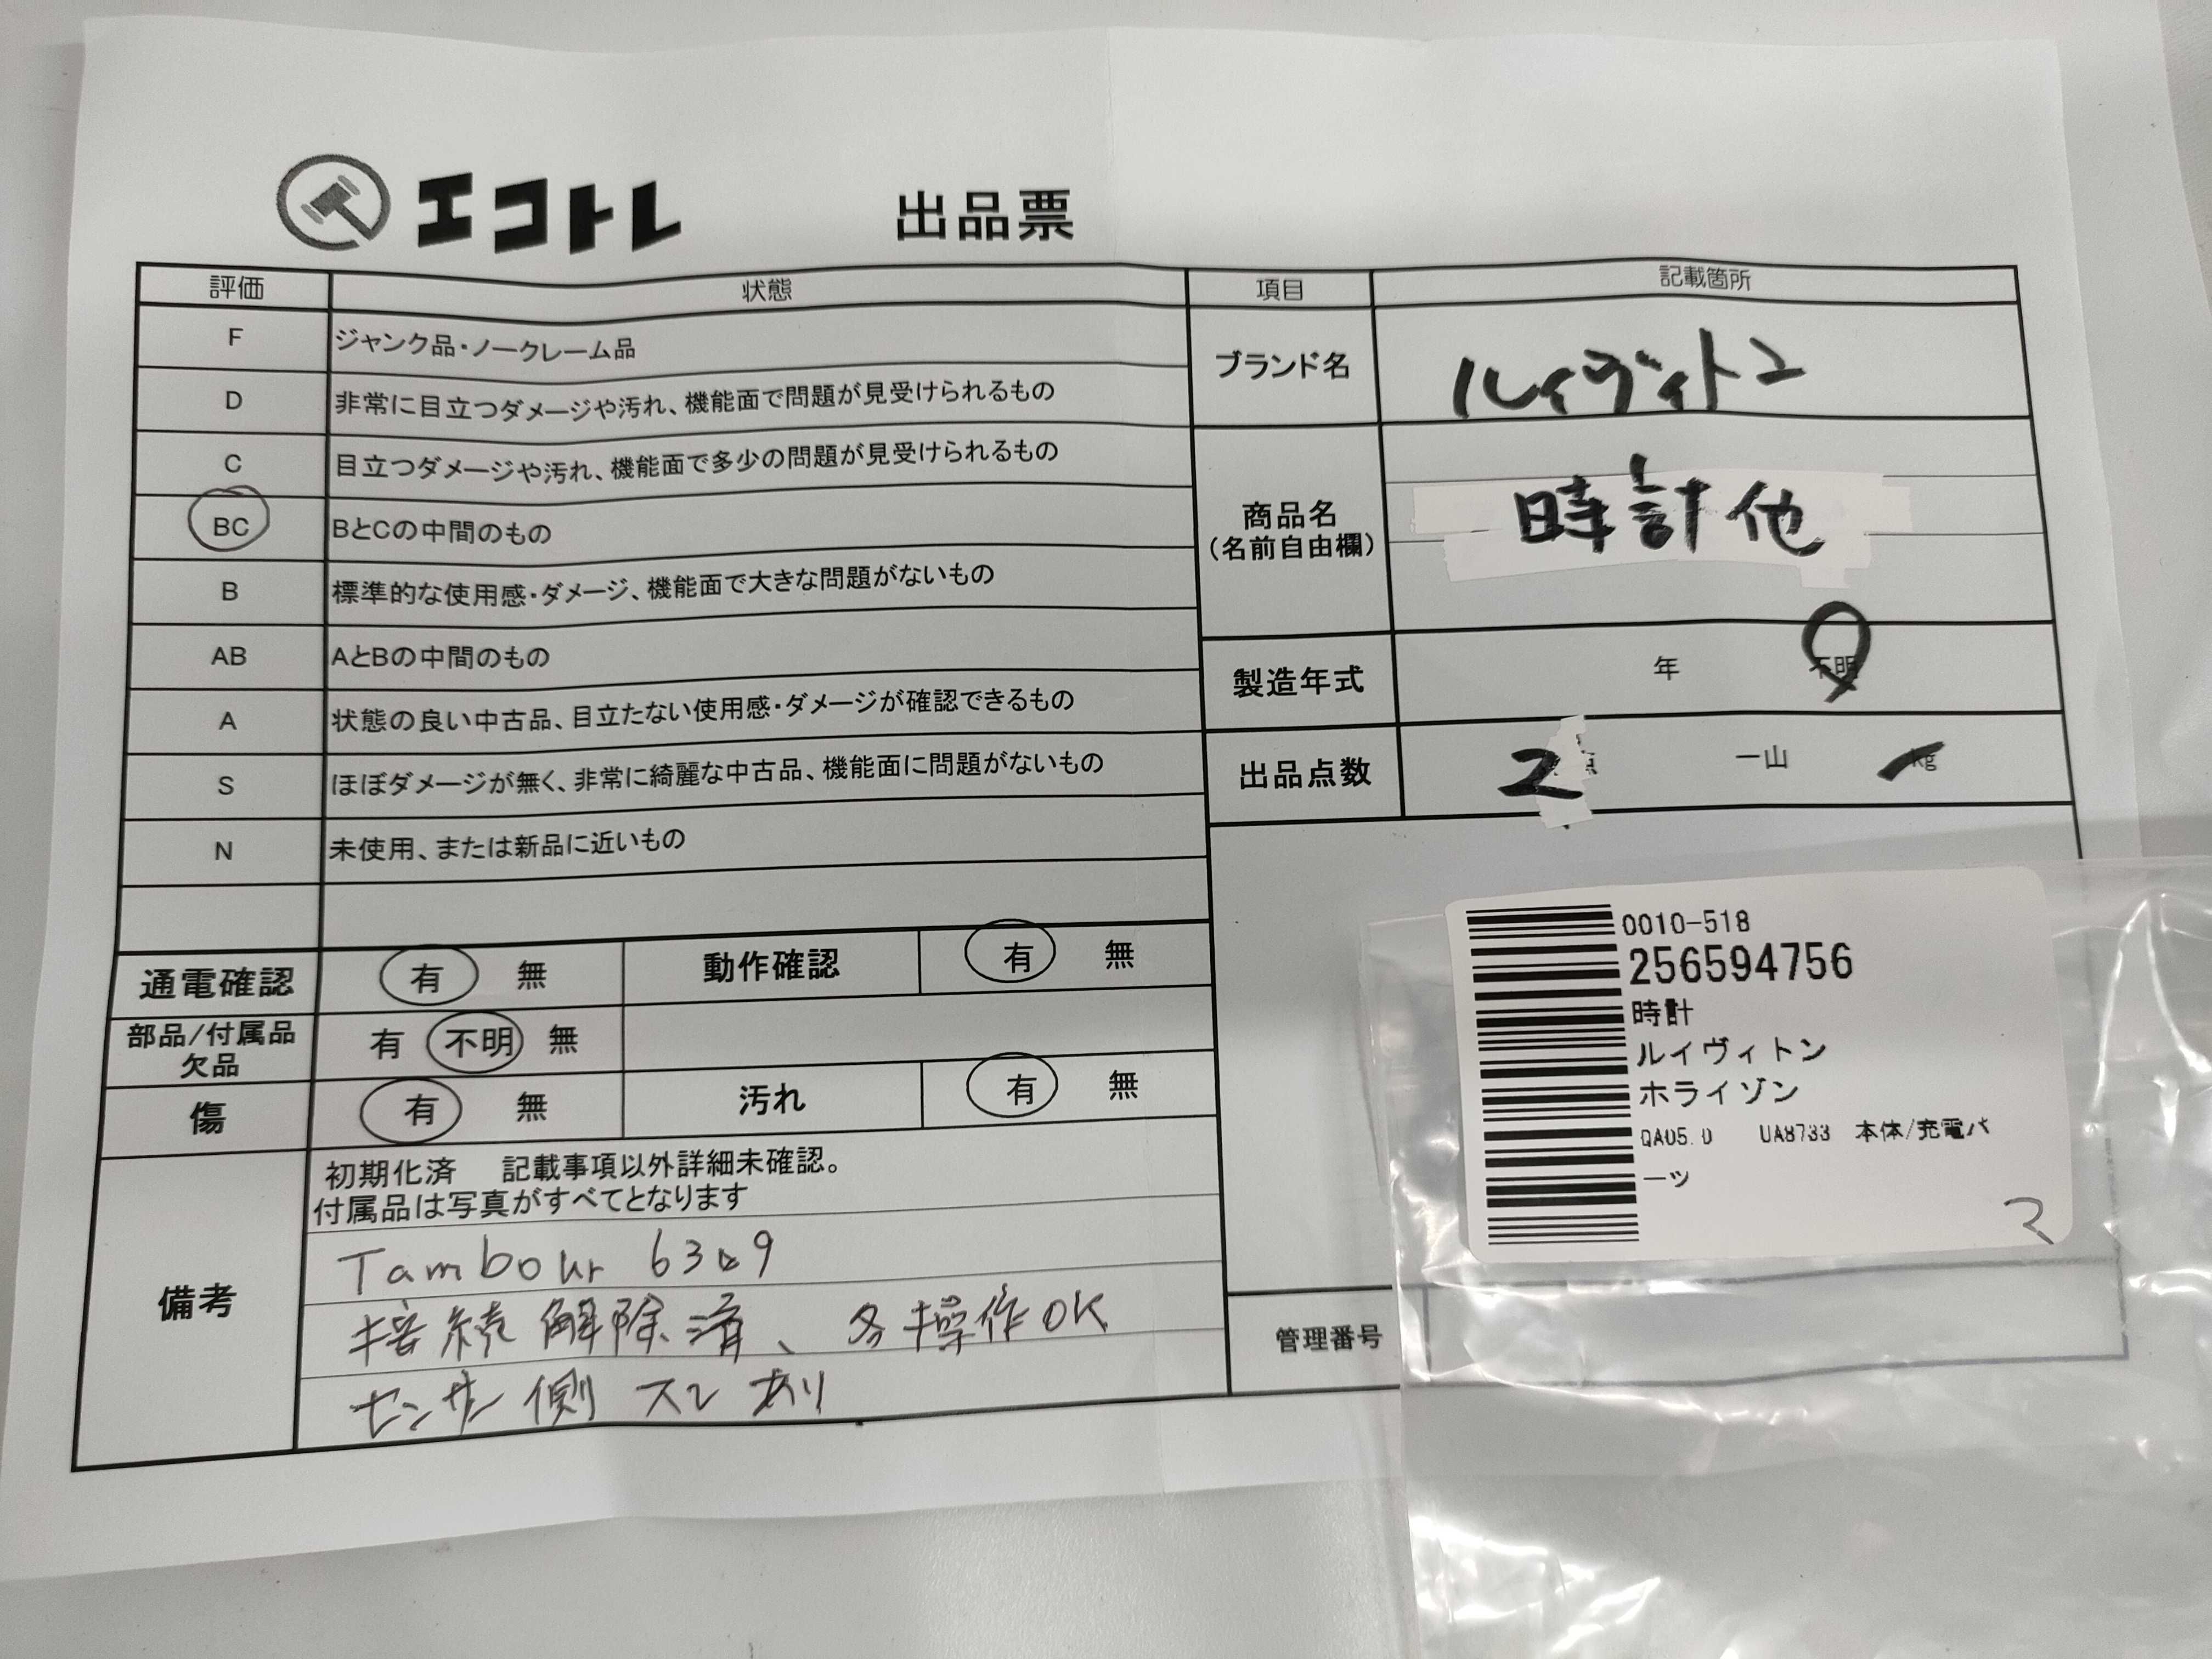 エコトレ 出品票
評価 状態 項目 記載箇所
F ジャンク品・ノークレーム品
D 非常に目立つダメージや汚れ、機能面で問題が見受けられるもの
C 目立つダメージや汚れ、機能面で多少の問題が見受けられるもの
BC BとCの中間のもの
B 標準的な使用感・ダメージ、機能面で大きな問題がないもの
AB AとBの中間のもの
A 状態の良い中古品、目立たない使用感・ダメージが確認できるもの
S ほぼダメージが無く、非常に綺麗な中古品、機能面に問題がないもの
N 未使用、または新品に近いもの
ブランド名 ルイヴィトン
商品名
(名前自由欄)
時計他
製造年式 年 不明
出品点数 2 点 一山 kg
通電確認 有 無 動作確認 有 無
部品/付属品
欠品
有 不明 無
傷 有 無 汚れ 有 無
備考
初期化済 記載事項以外詳細未確認。
付属品は写真がすべてとなります
Tambour
接続解除済、各操作OK
センサー側 スレあり
管理番号
0010-518
256594756
時計
ルイヴィトン
ホライゾン
QA05.0 UA8733 本体/充電パ
ーツ